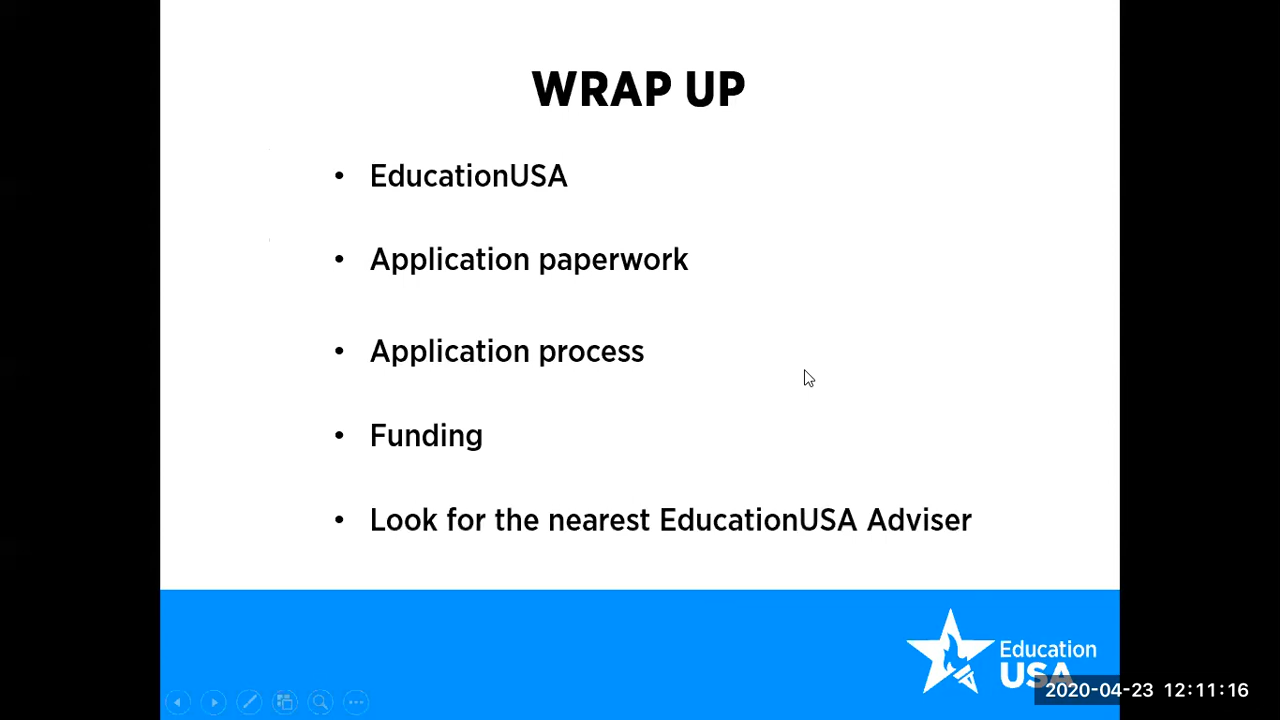 WRAP UP
• EducationUSA
• Application paperwork
• Application process
• Funding
• Look for the nearest EducationUSA Adviser
Education
USA
2020-04-23 12:11:16